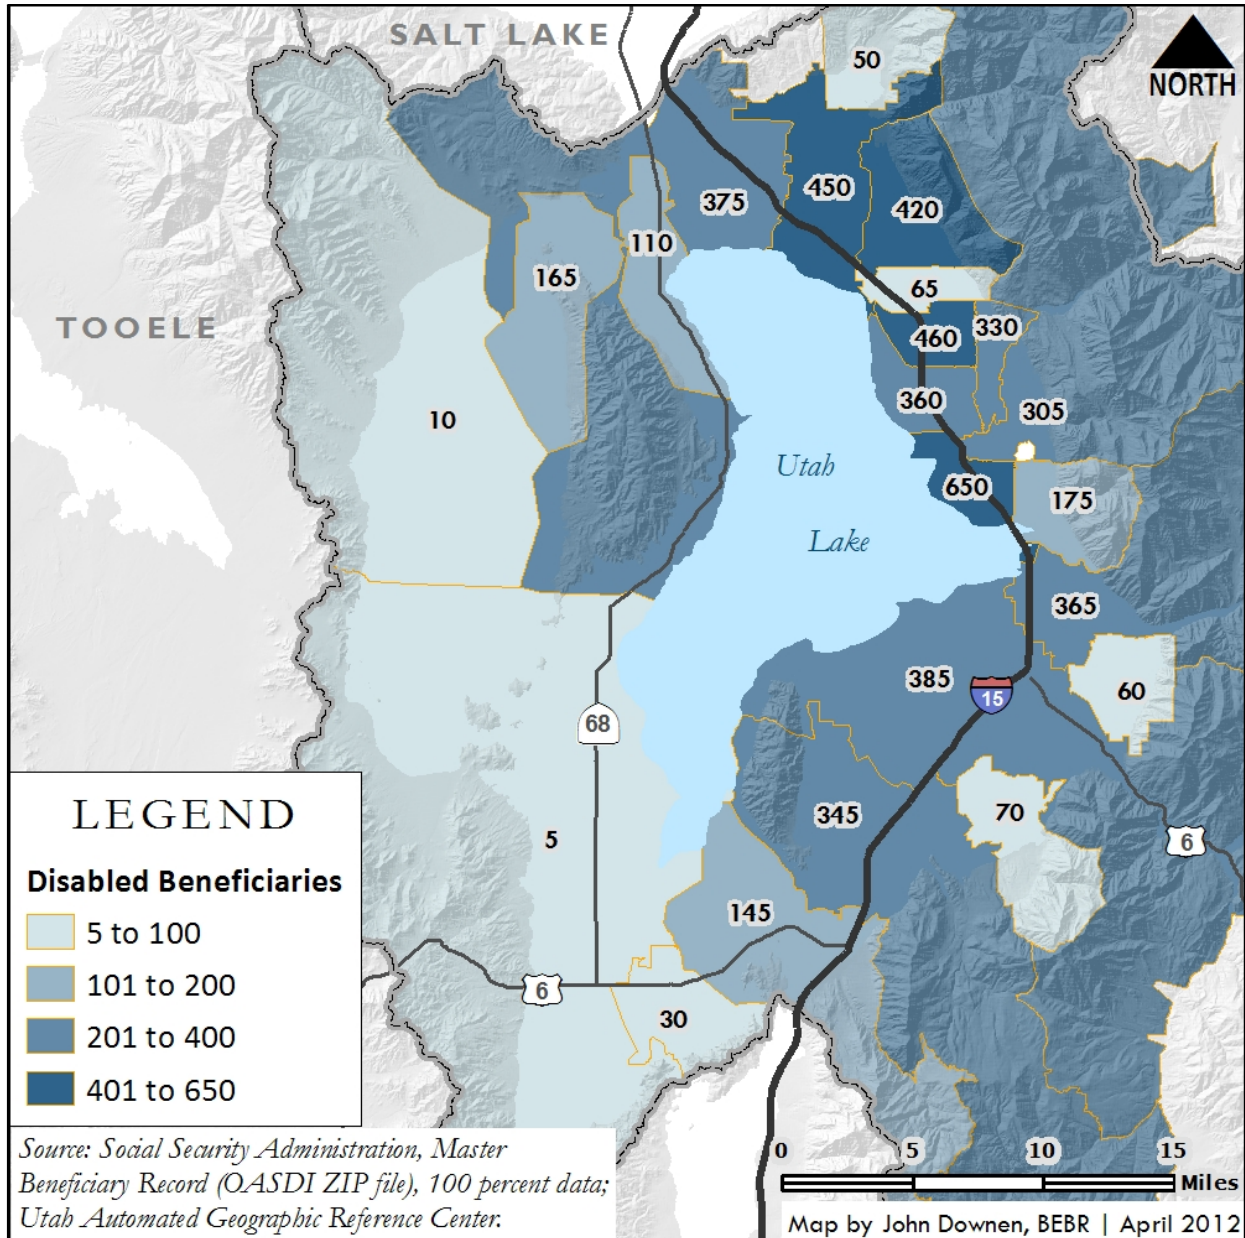 SALT LAKE
50
NORTH
450
375
420
110
165
65
TOOELE
330
460
360
305
10
Utah
650
175
Lake
365
385
60
15
68
70
345
5
6
LEGEND
Disabled Beneficiaries
5 to 100
101 to 200
201 to 400
401 to 650
145
6
30
Source: Social Security Administration, Master
Beneficiary Record (OASDI ZIP file), 100 percent data;
Utah Automated Geographic Reference Center.
0 5 10 15
Miles
Map by John Downen, BEBR | April 2012